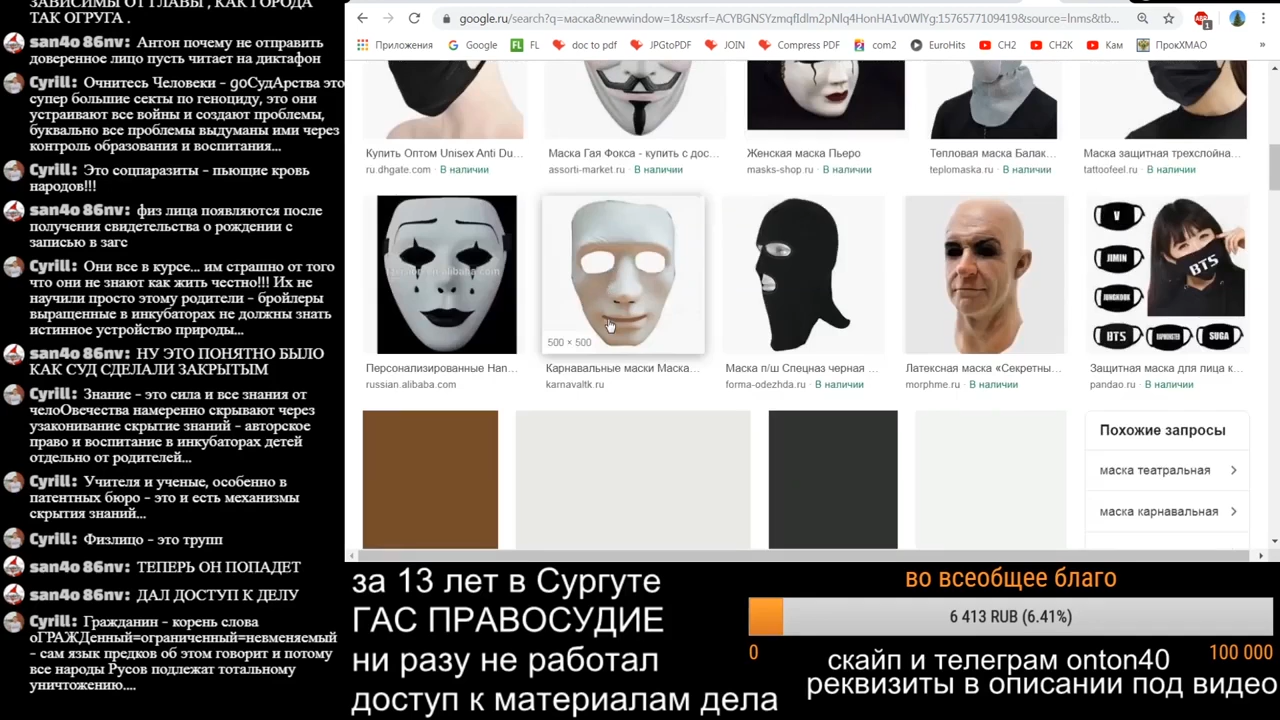 ЗАВИСИМЫ ОТ ГЛАВЫ , КАК ГОРОДА
ТАК ОГРУГА .
san4o 86nv: Антон почему не отправить
доверенное лицо пусть читает на диктафон
Cyrill: Очнитесь Человеки - gоСудАрства это
супер большие секты по геноциду, это они
устраивают все войны и создают проблемы,
буквально все проблемы выдуманы ими через
контроль образования и воспитания...
Cyrill: Это соцпаразиты - пьющие кровь
народов!!!
san4o 86nv: физ лица появляются после
получения свидетельства о рождении с
записью в загс
Cyrill: Они все в курсе... им страшно от того
что они не знают как жить честно!!! Их не
научили просто этому родители - бройлеры
выращенные в инкубаторах не должны знать
истинное устройство природы...
san4o 86nv: НУ ЭТО ПОНЯТНО БЫЛО
КАК СУД СДЕЛАЛИ ЗАКРЫТЫМ
Cyrill: Знание - это сила и все знания от
челоОвечества намеренно скрывают через
узаконивание скрытие знаний - авторское
право и воспитание в инкубаторах детей
отдельно от родителей...
Cyrill: Учителя и ученые, особенно в
патентных бюро - это и есть механизмы
скрытия знаний...
Cyrill: Физлицо - это трупп
san4o 86nv: ТЕПЕРЬ ОН ПОПАДЕТ
san4o 86nv: ДАЛ ДОСТУП К ДЕЛУ
Cyrill: Гражданин - корень слова
оГРАЖДенный=ограниченный=невменяемый
- сам язык предков об этом говорит и потому
все народы Русов подлежат тотальному
уничтожению....
google.ru/search?q=маска&newwindow=1&sxsrf=ACYBGNSYzmqfIdlm2pNlq4HonHA1v0WlYg:1576577109419&source=lnms&tb...
Приложения Google FL doc to pdf JPGtoPDF JOIN Compress PDF com2 EuroHits CH2 CH2K Кам ПрокХМАО »
Купить Оптом Unisex Anti Du... Маска Гая Фокса - купить с дос... Женская маска Пьеро Тепловая маска Балак... Маска защитная трехслойна...
ru.dhgate.com · В наличии assorti-market.ru · В наличии masks-shop.ru · В наличии teplomaska.ru · В наличии tattoofeel.ru · В наличии
V
JIMIN
JUNGKOOK
BTS
SUGA
BTS
500 × 500
Персонализированные Han... Карнавальные маски Маска... Маска п/ш Спецназ черная ... Латексная маска «Секретны... Защитная маска для лица к...
russian.alibaba.com karnavaltk.ru forma-odezhda.ru · В наличии morphme.ru · В наличии pandao.ru · В наличии
Похожие запросы
маска театральная
маска карнавальная
за 13 лет в Сургуте
ГАС ПРАВОСУДИЕ
ни разу не работал
доступ к материалам дела
во всеобщее благо
6 413 RUB (6.41%)
0 100 000
скайп и телеграм onton40
реквизиты в описании под видео